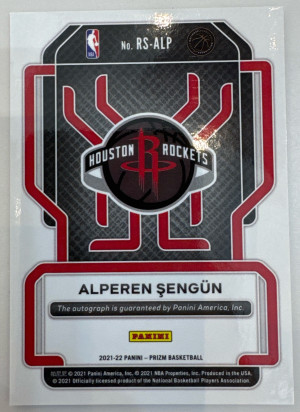 No. RS-ALP
HOUSTON R ROCKETS
ALPEREN ŞENGÜN
The autograph is guaranteed by Panini America, Inc.
PANINI
2021-22 PANINI – PRIZM BASKETBALL
© 2021 Panini America, Inc. © 2021 NBA Properties, Inc. Produced in the USA.
© 2021 Officially licensed product of the National Basketball Players Association.